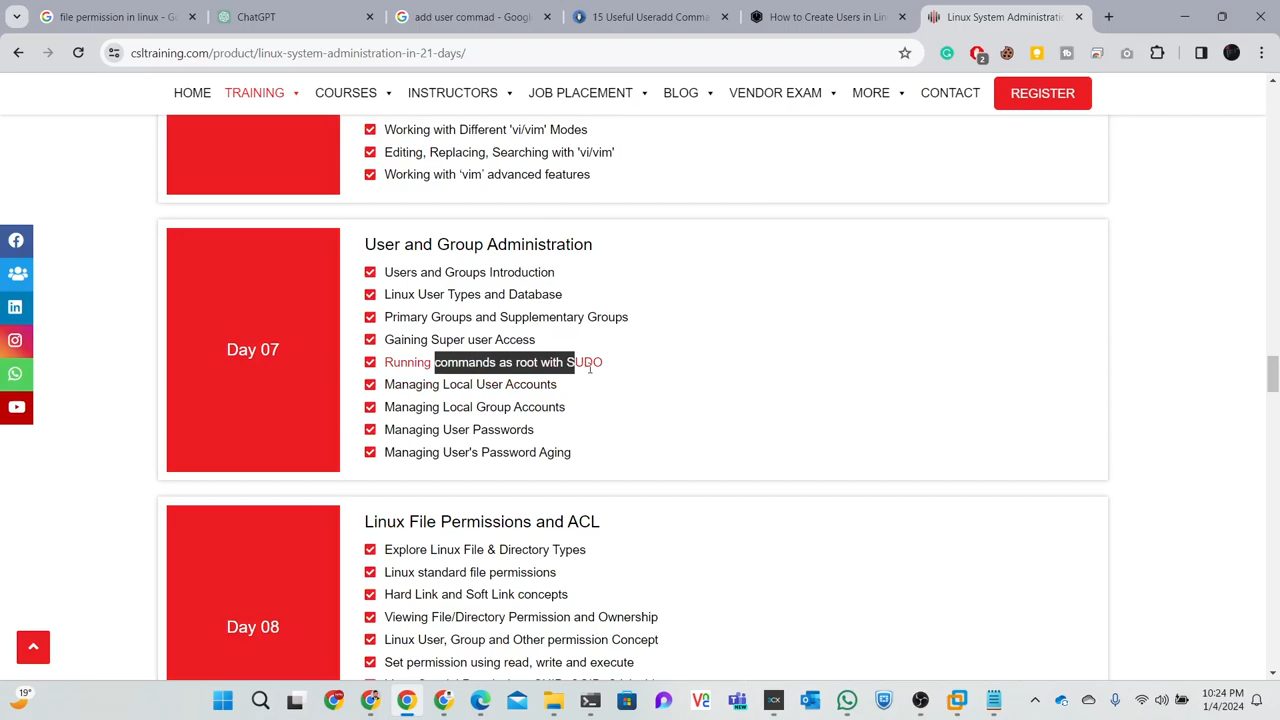 file permission in linux - G
ChatGPT
user add comand - Googl
15 Useful Useradd Comma
How to Create Users in Lin
Linux System Administratio
csltraining.com/product/linux-system-administration-in-21-days/
2
HOME TRAINING COURSES INSTRUCTORS JOB PLACEMENT BLOG VENDOR EXAM MORE CONTACT REGISTER
Working with Different 'vi/vim' Modes
Editing, Replacing, Searching with 'vi/vim'
Working with ‘vim’ advanced features
Day 07
User and Group Administration
Users and Groups Introduction
Linux User Types and Database
Primary Groups and Supplementary Groups
Gaining Super user Access
Running commands as root with SUDO
Managing Local User Accounts
Managing Local Group Accounts
Managing User Passwords
Managing User's Password Aging
Day 08
Linux File Permissions and ACL
Explore Linux File & Directory Types
Linux standard file permissions
Hard Link and Soft Link concepts
Viewing File/Directory Permission and Ownership
Linux User, Group and Other permission Concept
Set permission using read, write and execute
19°
10:24 PM
1/4/2024